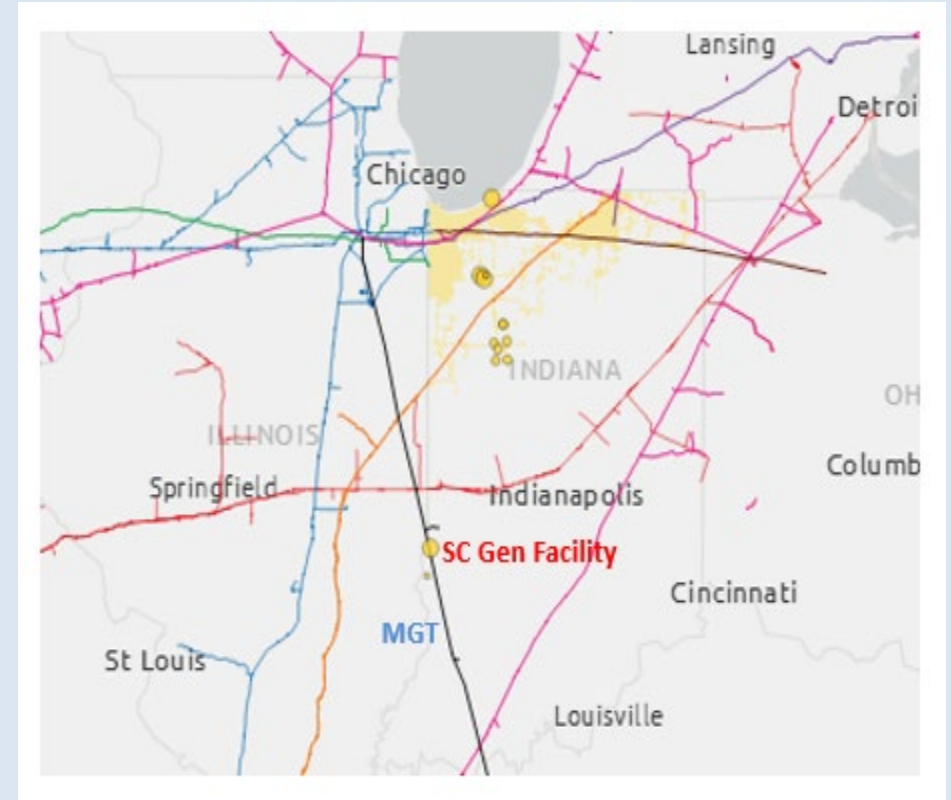 Lansing
Detroi
Chicago
INDIANA
OH
ILLINOIS
Columb
Springfield
Indianapolis
SC Gen Facility
Cincinnati
MGT
St Louis
Louisville